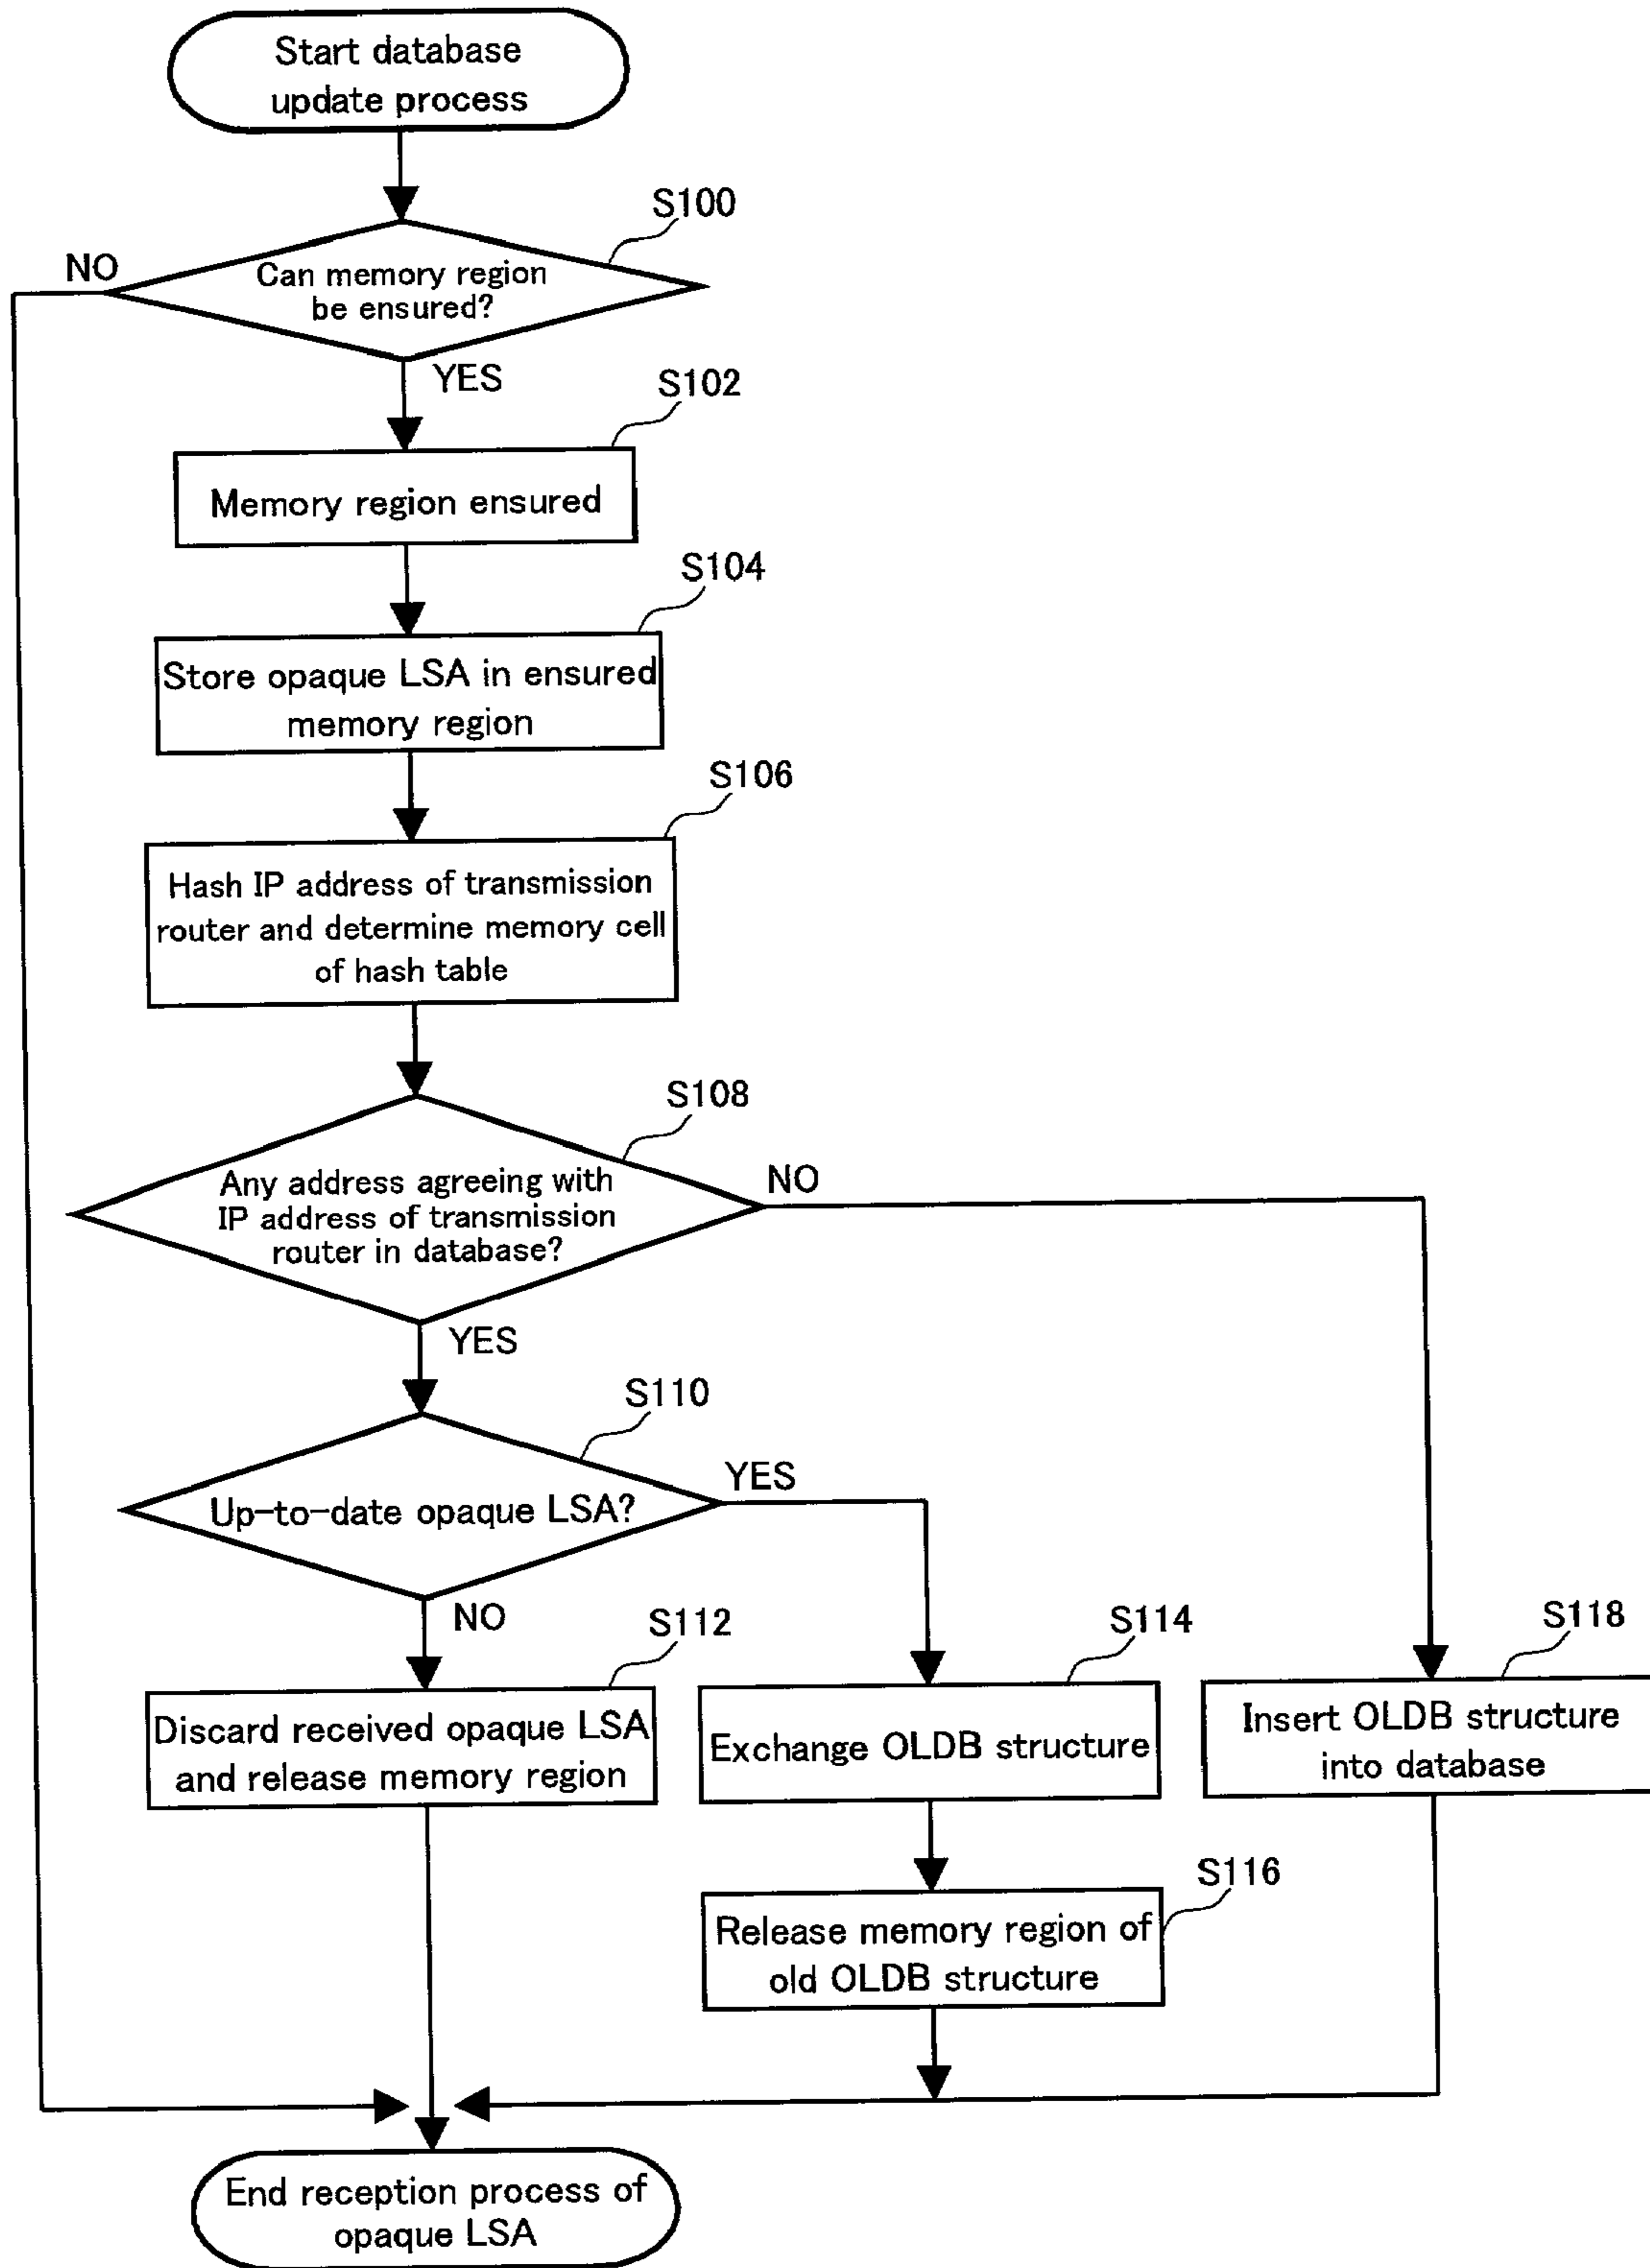 Start database
update process
S100
NO
Can memory region
be ensured?
YES
S102
Memory region ensured
S104
Store opaque LSA in ensured
memory region
S106
Hash IP address of transmission
router and determine memory cell
of hash table
S108
NO
Any address agreeing with
IP address of transmission
router in database?
YES
S110
YES
Up-to-date opaque LSA?
NO
S112
S114
S118
Discard received opaque LSA
and release memory region
Exchange OLDB structure
Insert OLDB structure
into database
S116
Release memory region of
old OLDB structure
End reception process of
opaque LSA